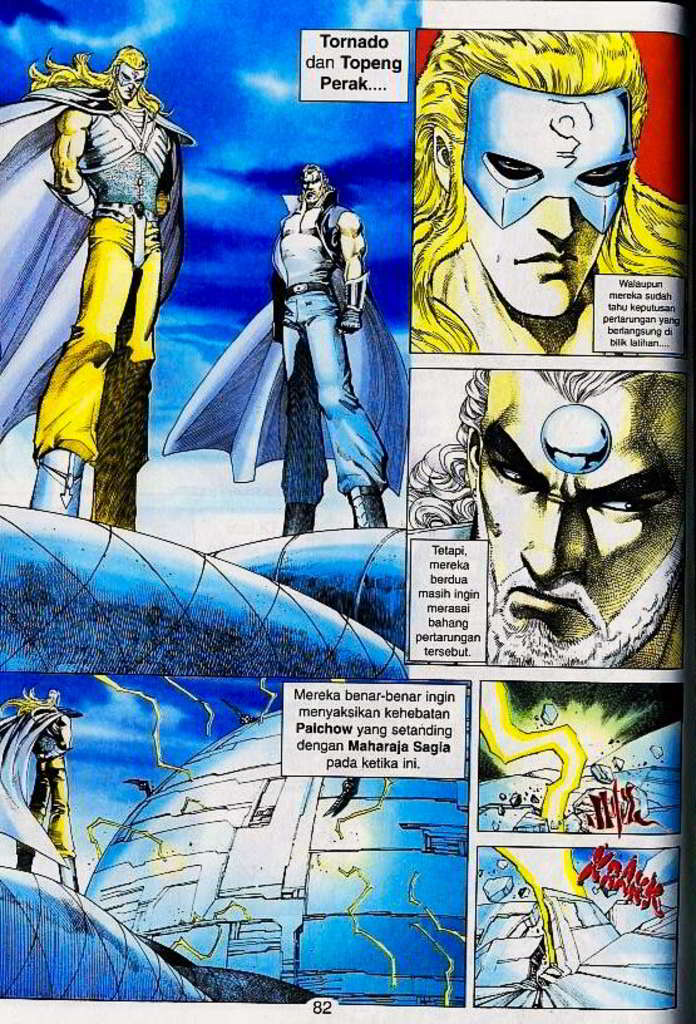 Tornado
dan Topeng
Perak....
Walaupun
mereka sudah
tahu keputusan
pertarungan yang
berlangsung di
bilik latihan....
Tetapi,
mereka
berdua
masih ingin
merasai
bahang
pertarungan
tersebut.
Mereka benar-benar ingin
menyaksikan kehebatan
Paichow yang setanding
dengan Maharaja Sagia
pada ketika ini.
82